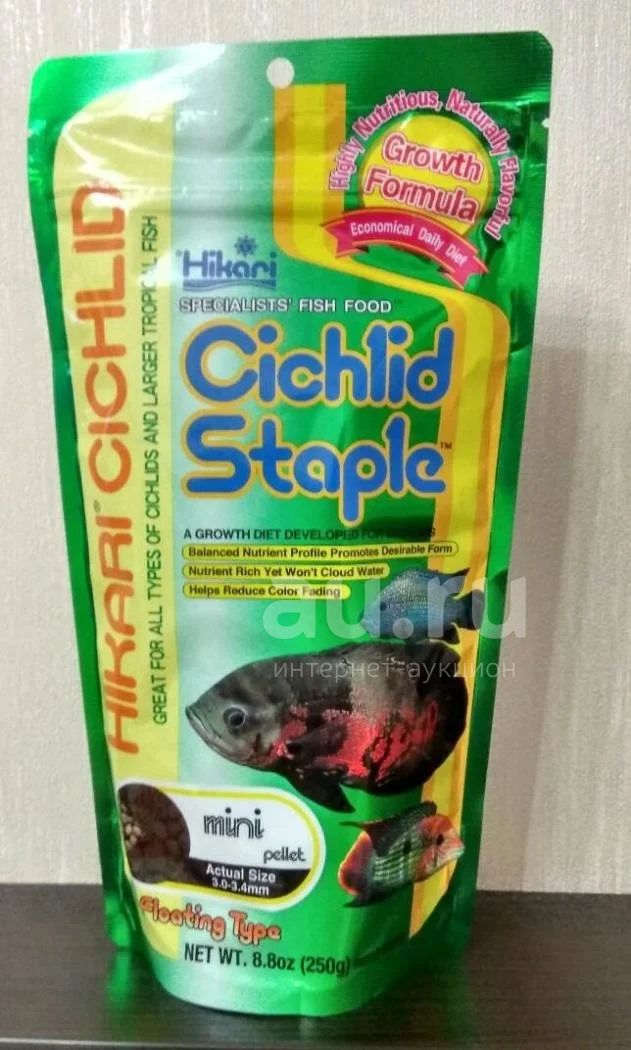 Highly Nutritious, Naturally Flavorful
Growth
Formula
Economical Daily Diet
HIKARI® CICHLID
GREAT FOR ALL TYPES OF CICHLIDS AND LARGER TROPICAL FISH
Hikari
SPECIALISTS' FISH FOOD
Cichlid
Staple™
A GROWTH DIET DEVELOPED FOR
Balanced Nutrient Profile Promotes Desirable Form
Nutrient Rich Yet Won't Cloud Water
Helps Reduce Color Fading
au.ru
интернет-аукцион
mini
pellet
Actual Size
3.0-3.4mm
Floating Type
NET WT. 8.8oz (250g)